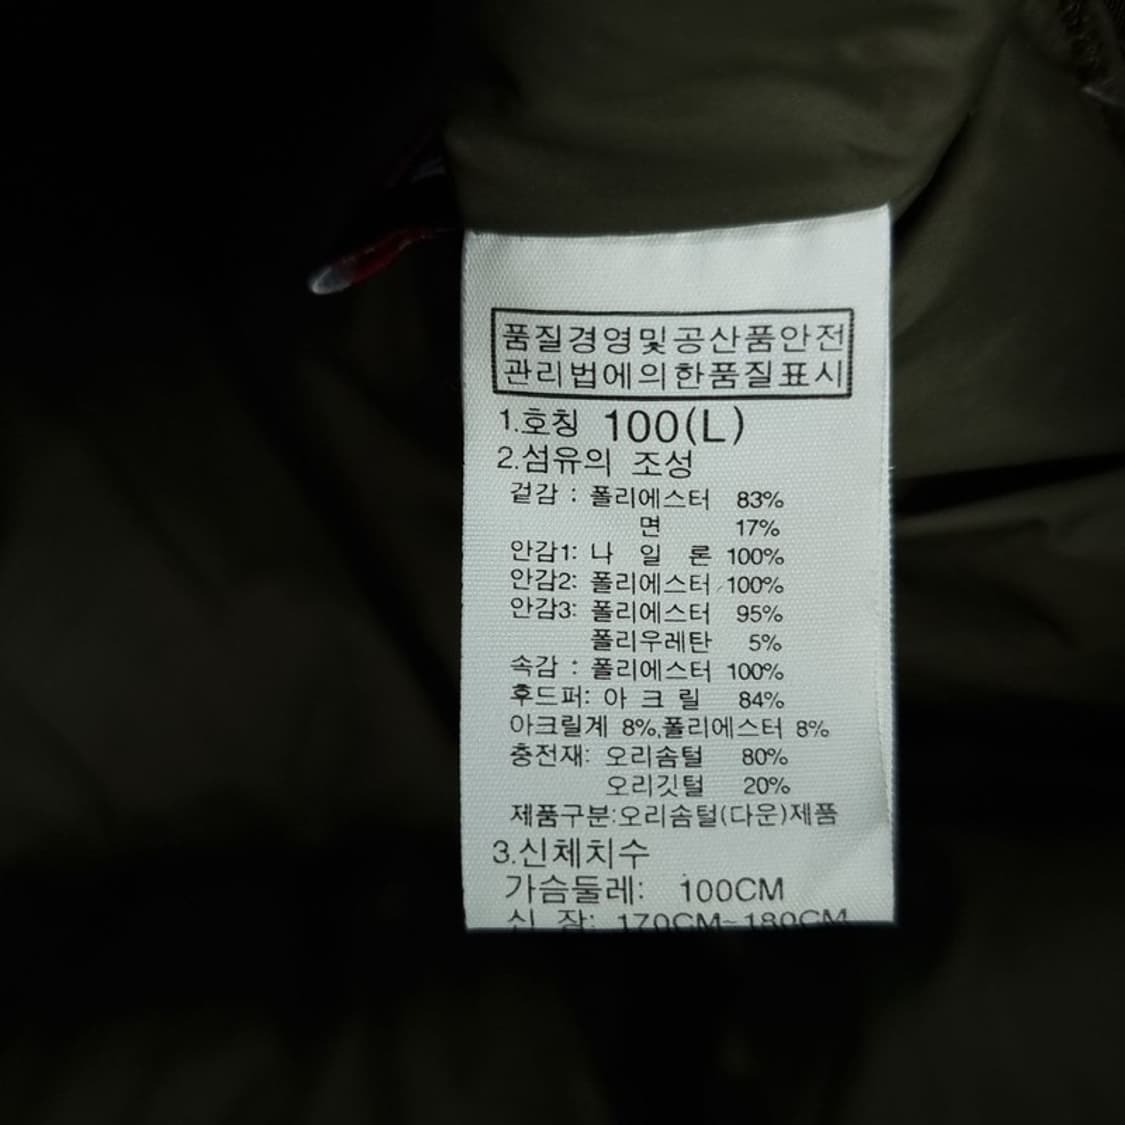 품질경영및공산품안전
관리법에의한품질표시
1.호칭 100(L)
2.섬유의 조성
겉감 : 폴리에스터 83%
면 17%
안감1: 나 일 론 100%
안감2: 폴리에스터 100%
안감3: 폴리에스터 95%
폴리우레탄 5%
속감 : 폴리에스터 100%
후드퍼: 아 크 릴 84%
아크릴계 8%,폴리에스터 8%
충전재: 오리솜털 80%
오리깃털 20%
제품구분:오리솜털(다운)제품
3.신체치수
가슴둘레: 100CM
신 장: 170CM~180CM